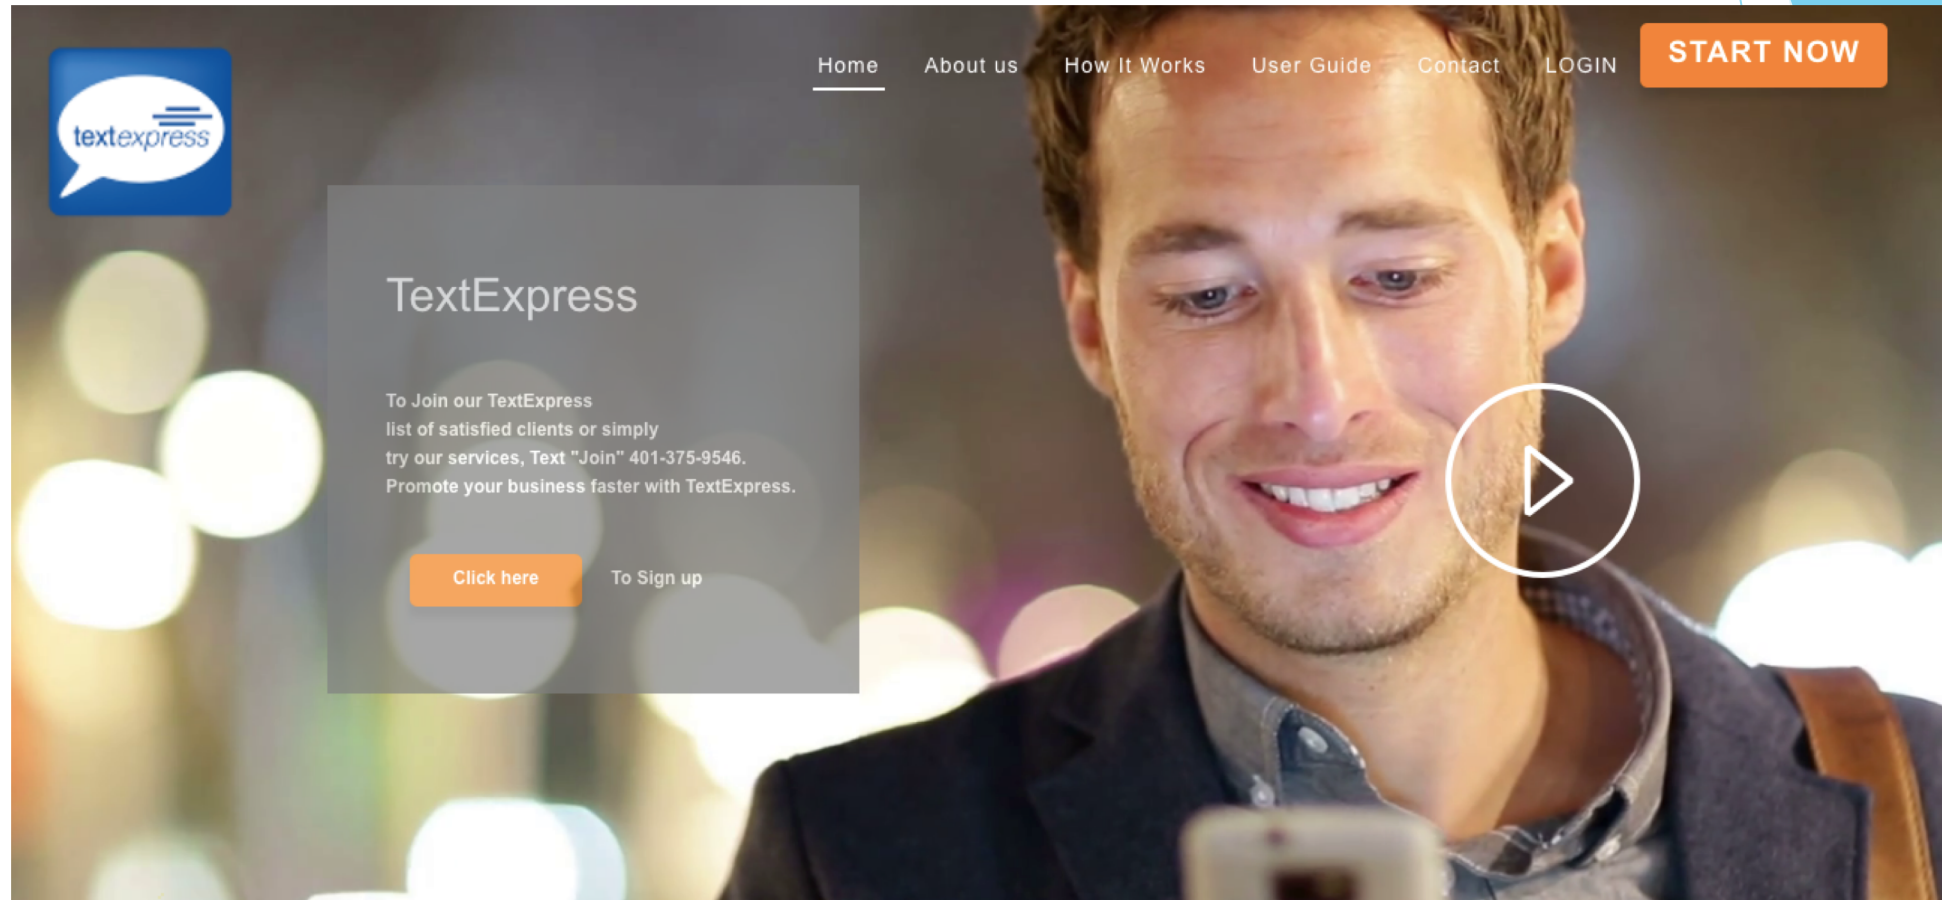 textexpress
Home About us How It Works User Guide Contact LOGIN START NOW
TextExpress
To Join our TextExpress
list of satisfied clients or simply
try our services, Text "Join" 401-375-9546.
Promote your business faster with TextExpress.
Click here To Sign up